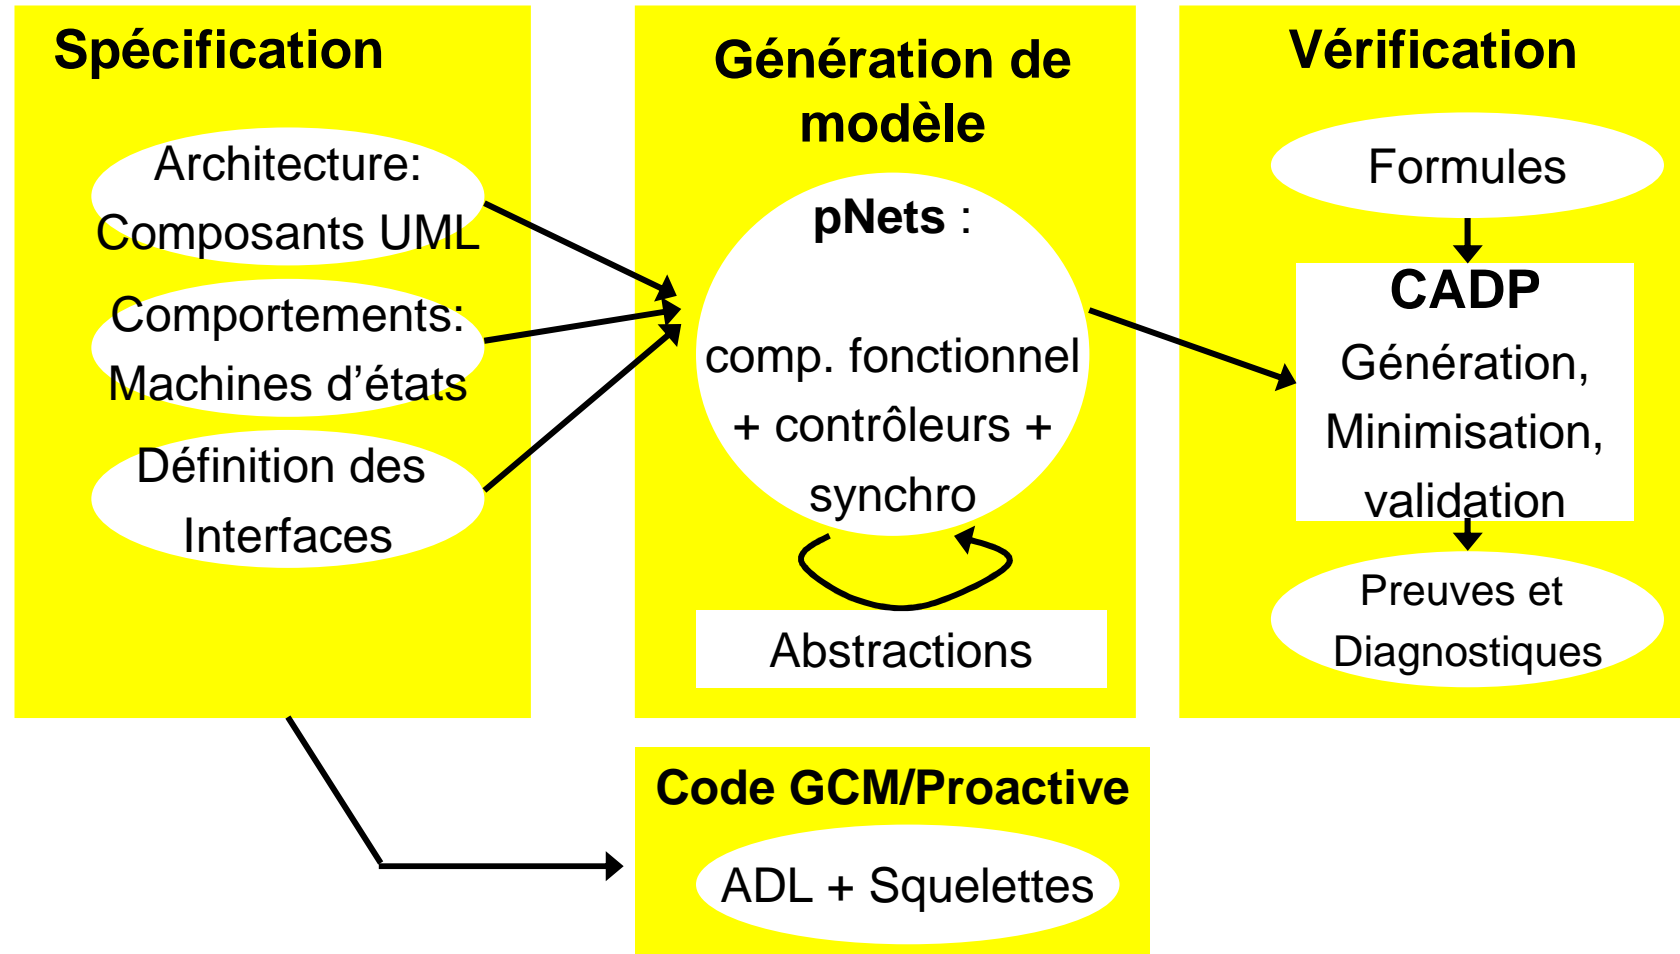 Spécification
Architecture:
Composants UML
Comportements:
Machines d'états
Définition des
Interfaces
Génération de
modèle
pNets :
comp. fonctionnel
+ contrôleurs +
synchro
Abstractions
Vérification
Formules
CADP
Génération,
Minimisation,
validation
Preuves et
Diagnostiques
Code GCM/Proactive
ADL + Squelettes